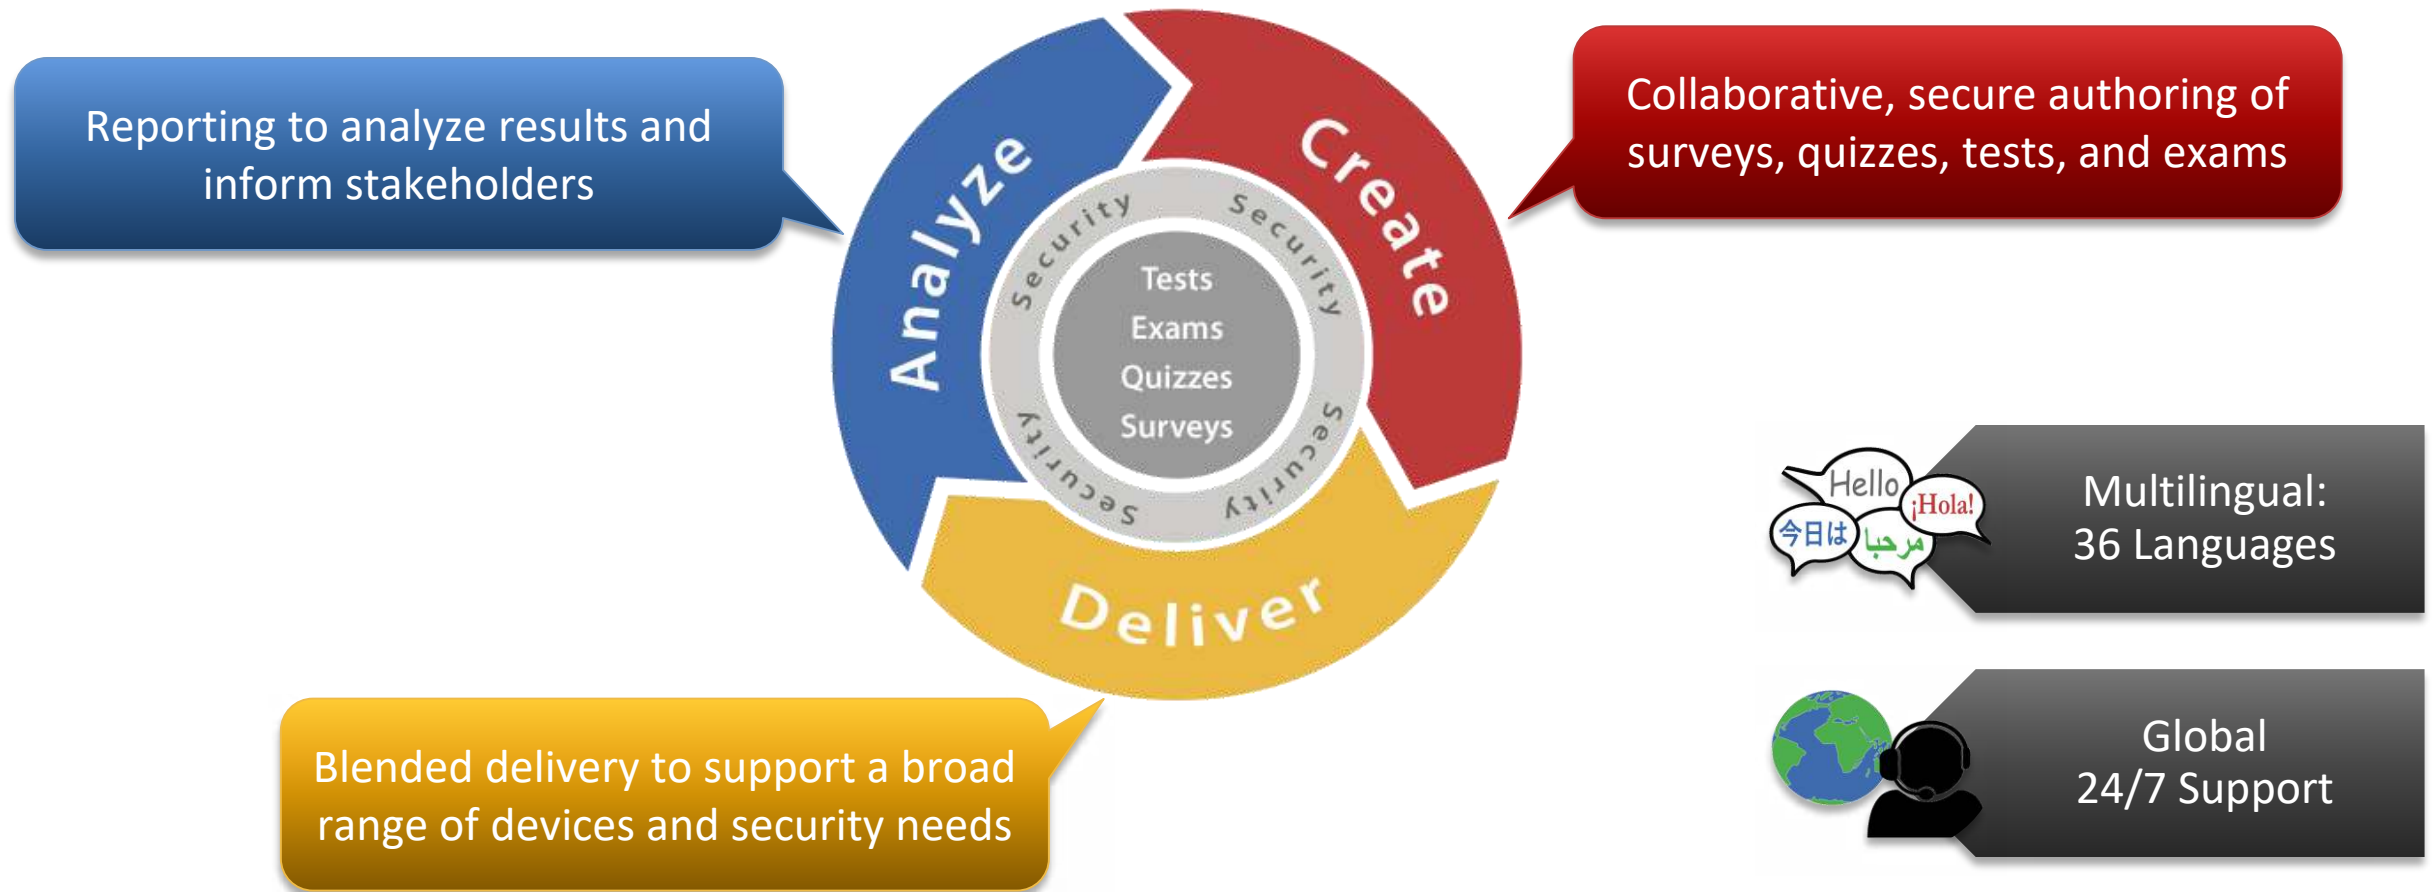 Reporting to analyze results and
inform stakeholders
Collaborative, secure authoring of
surveys, quizzes, tests, and exams
Analyze
Create
Deliver
Security
Security
Security
Security
Tests
Exams
Quizzes
Surveys
Hello
¡Hola!
今日は
مرحبا
Multilingual:
36 Languages
Global
24/7 Support
Blended delivery to support a broad
range of devices and security needs